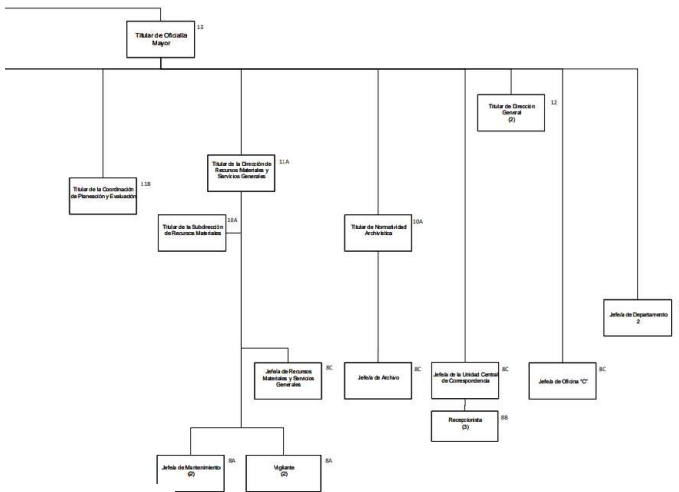 Titular de Oficialía
Mayor
13
Titular de Dirección
General
(2)
12
Titular de la Dirección de
Recursos Materiales y
Servicios Generales
11A
Titular de la Coordinación
de Planeación y Evaluación
11B
Titular de la Subdirección
de Recursos Materiales
10A
Titular de Normatividad
Archivística
10A
Jefe/a de Departamento
2
Jefe/a de Recursos
Materiales y Servicios
Generales
8C
Jefe/a de Archivo
8C
Jefe/a de la Unidad Central
de Correspondencia
8C
Jefe/a de Oficina "C"
8C
Recepcionista
(3)
8B
Jefe/a de Mantenimiento
(2)
8A
Vigilante
(2)
8A